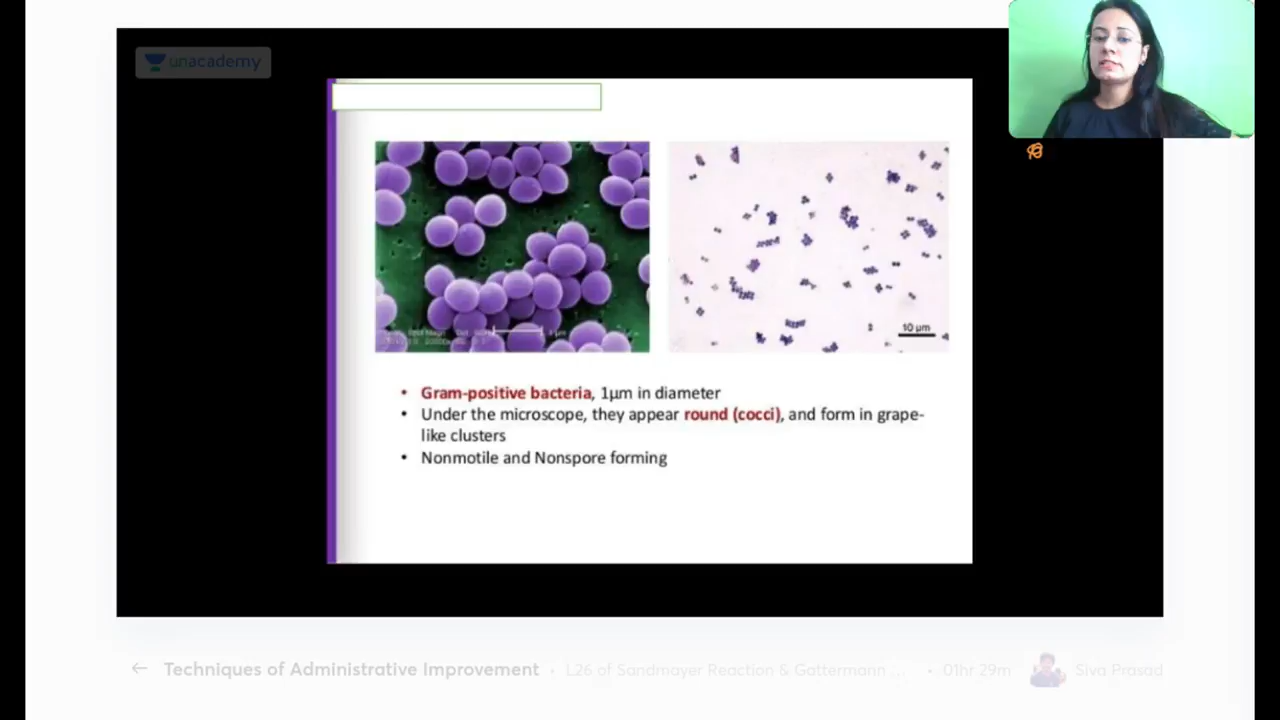 unacademy
10 µm
• Gram-positive bacteria, 1µm in diameter
• Under the microscope, they appear round (cocci), and form in grape-
like clusters
• Nonmotile and Nonspore forming
← Techniques of Administrative Improvement • L26 of Sandmayer Reaction & Gattermann ... • 01hr 29m Siva Prasad